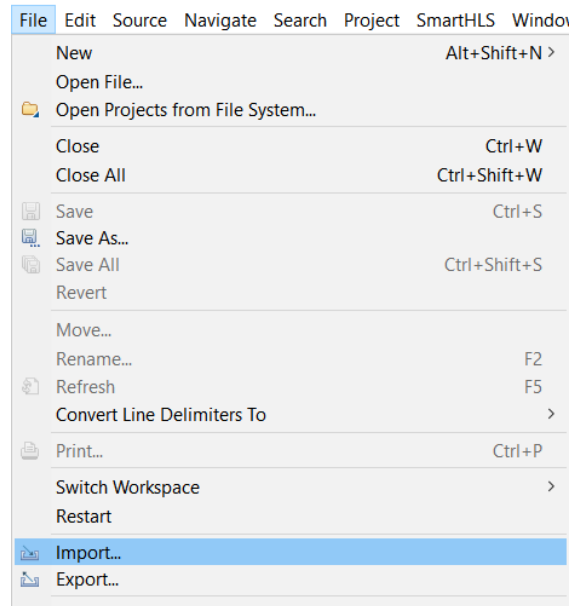 File Edit Source Navigate Search Project SmartHLS Window
New Alt+Shift+N >
Open File...
Open Projects from File System...
Close Ctrl+W
Close All Ctrl+Shift+W
Save Ctrl+S
Save As...
Save All Ctrl+Shift+S
Revert
Move...
Rename... F2
Refresh F5
Convert Line Delimiters To >
Print... Ctrl+P
Switch Workspace >
Restart
Import...
Export...